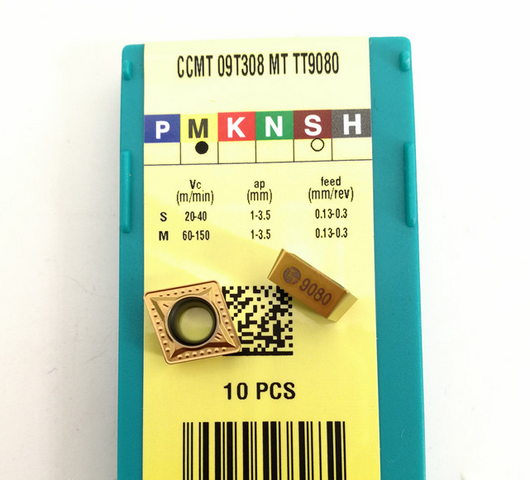 CCMT 09T308 MT TT9080
P M K N S H
Vc ap feed
(m/min) (mm) (mm/rev)
S 20-40 1-3.5 0.13-0.3
M 60-150 1-3.5 0.13-0.3
9080
10 PCS